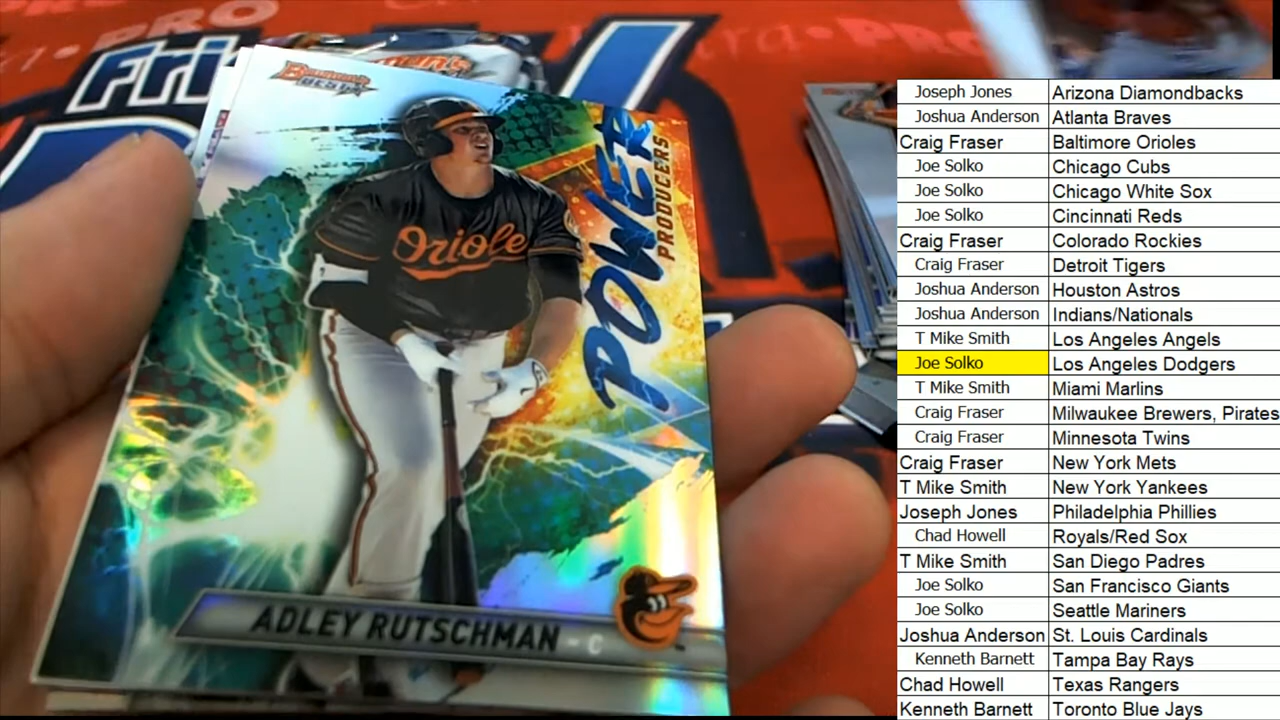 PRO
PRO
Fri
Bowman's
BEST
POWER
PRODUCERS
Oriole
ADLEY RUTSCHMAN - C
Joseph Jones Arizona Diamondbacks
Joshua Anderson Atlanta Braves
Craig Fraser Baltimore Orioles
Joe Solko Chicago Cubs
Joe Solko Chicago White Sox
Joe Solko Cincinnati Reds
Craig Fraser Colorado Rockies
Craig Fraser Detroit Tigers
Joshua Anderson Houston Astros
Joshua Anderson Indians/Nationals
T Mike Smith Los Angeles Angels
Joe Solko Los Angeles Dodgers
T Mike Smith Miami Marlins
Craig Fraser Milwaukee Brewers, Pirates
Craig Fraser Minnesota Twins
Craig Fraser New York Mets
T Mike Smith New York Yankees
Joseph Jones Philadelphia Phillies
Chad Howell Royals/Red Sox
T Mike Smith San Diego Padres
Joe Solko San Francisco Giants
Joe Solko Seattle Mariners
Joshua Anderson St. Louis Cardinals
Kenneth Barnett Tampa Bay Rays
Chad Howell Texas Rangers
Kenneth Barnett Toronto Blue Jays